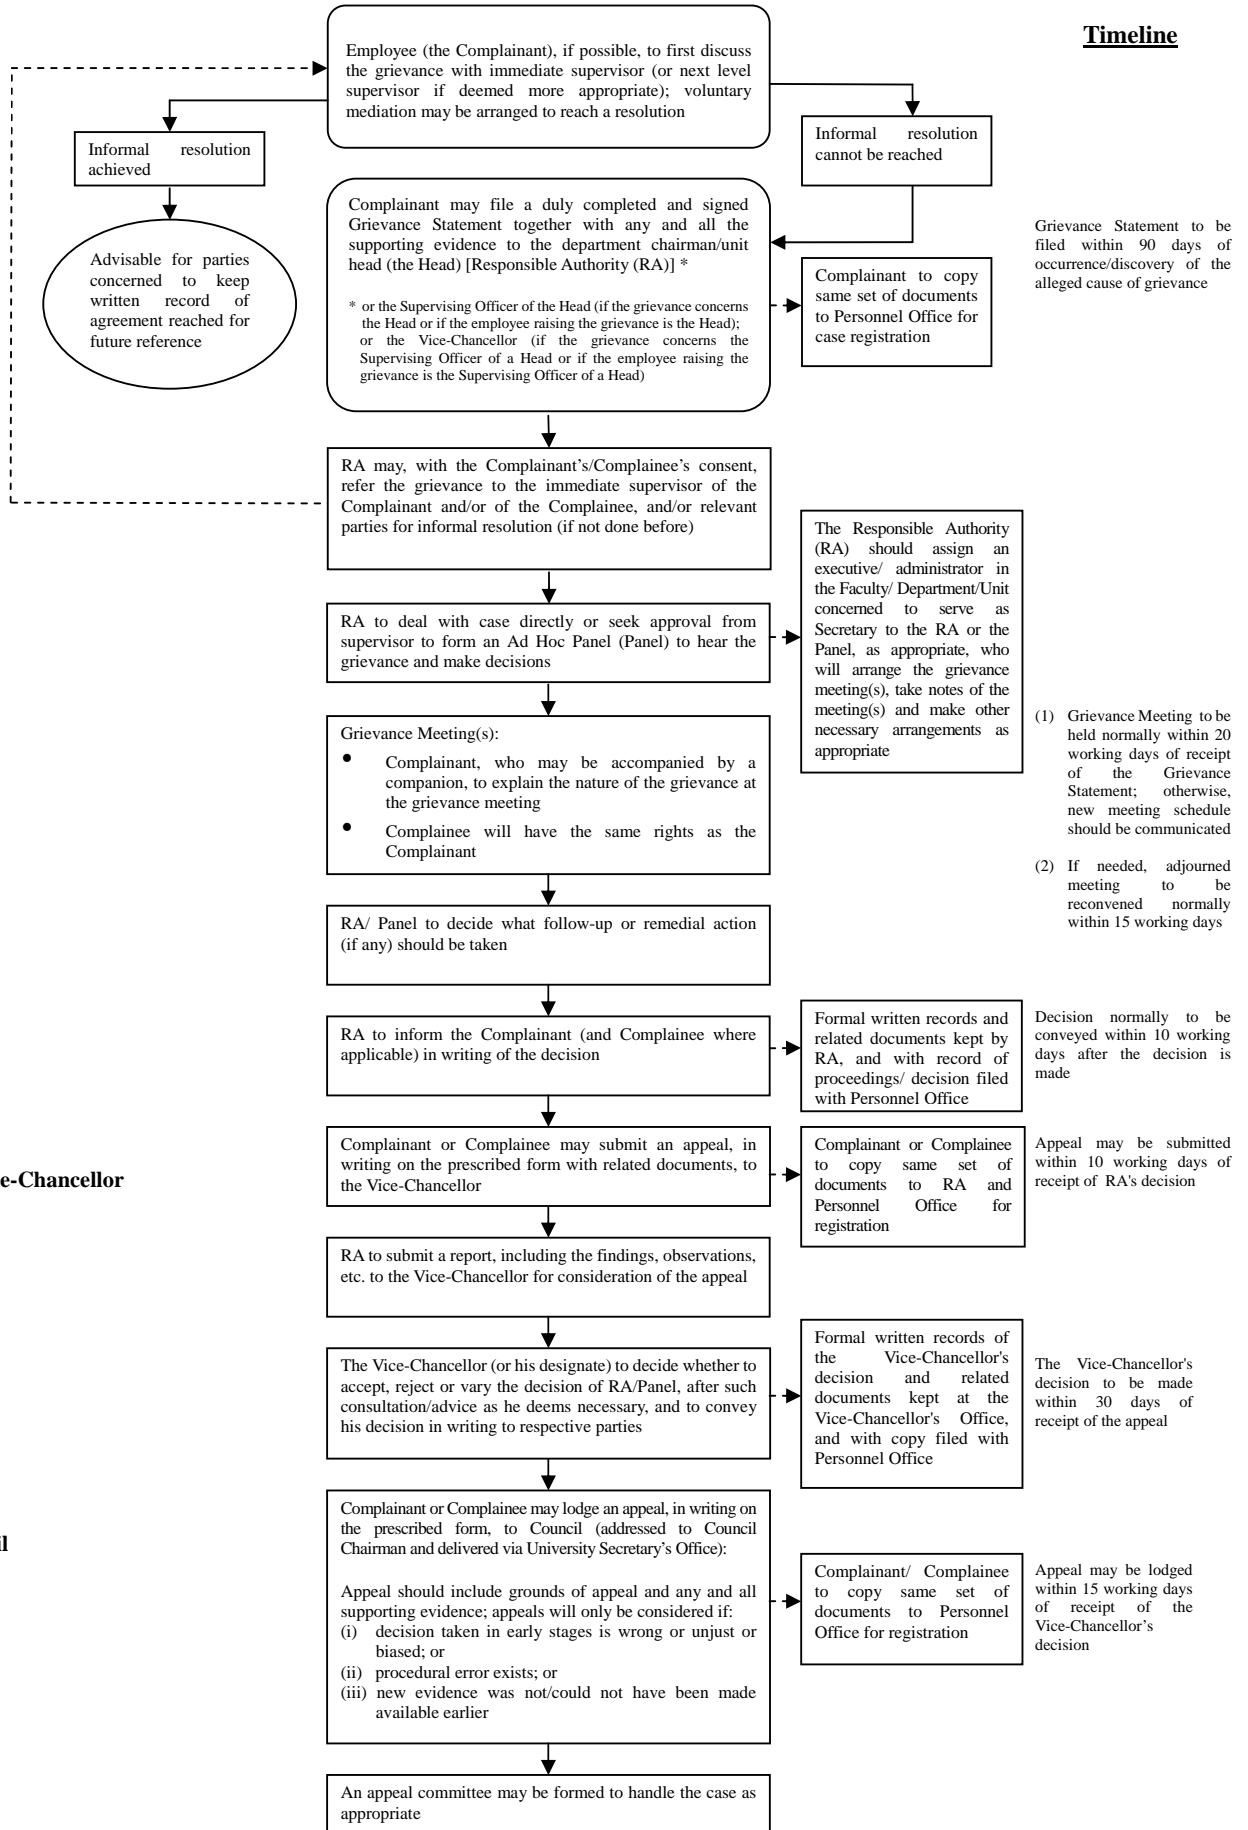 Timeline
Employee (the Complainant), if possible, to first discuss
the grievance with immediate supervisor (or next level
supervisor if deemed more appropriate); voluntary
mediation may be arranged to reach a resolution
Informal resolution
achieved
Informal resolution
cannot be reached
Advisable for parties
concerned to keep
written record of
agreement reached for
future reference
Complainant may file a duly completed and signed
Grievance Statement together with any and all the
supporting evidence to the department chairman/unit
head (the Head) [Responsible Authority (RA)] *
* or the Supervising Officer of the Head (if the grievance concerns
the Head or if the employee raising the grievance is the Head);
or the Vice-Chancellor (if the grievance concerns the
Supervising Officer of a Head or if the employee raising the
grievance is the Supervising Officer of a Head)
Complainant to copy
same set of documents
to Personnel Office for
case registration
Grievance Statement to be
filed within 90 days of
occurrence/discovery of the
alleged cause of grievance
RA may, with the Complainant's/Complainee's consent,
refer the grievance to the immediate supervisor of the
Complainant and/or of the Complainee, and/or relevant
parties for informal resolution (if not done before)
RA to deal with case directly or seek approval from
supervisor to form an Ad Hoc Panel (Panel) to hear the
grievance and make decisions
The Responsible Authority
(RA) should assign an
executive/ administrator in
the Faculty/ Department/Unit
concerned to serve as
Secretary to the RA or the
Panel, as appropriate, who
will arrange the grievance
meeting(s), take notes of the
meeting(s) and make other
necessary arrangements as
appropriate
Grievance Meeting(s):
• Complainant, who may be accompanied by a
companion, to explain the nature of the grievance at
the grievance meeting
• Complainee will have the same rights as the
Complainant
(1) Grievance Meeting to be
held normally within 20
working days of receipt
of the Grievance
Statement; otherwise,
new meeting schedule
should be communicated
(2) If needed, adjourned
meeting to be
reconvened normally
within 15 working days
RA/ Panel to decide what follow-up or remedial action
(if any) should be taken
RA to inform the Complainant (and Complainee where
applicable) in writing of the decision
Formal written records and
related documents kept by
RA, and with record of
proceedings/ decision filed
with Personnel Office
Decision normally to be
conveyed within 10 working
days after the decision is
made
e-Chancellor
Complainant or Complainee may submit an appeal, in
writing on the prescribed form with related documents, to
the Vice-Chancellor
Complainant or Complainee
to copy same set of
documents to RA and
Personnel Office for
registration
Appeal may be submitted
within 10 working days of
receipt of RA's decision
RA to submit a report, including the findings, observations,
etc. to the Vice-Chancellor for consideration of the appeal
The Vice-Chancellor (or his designate) to decide whether to
accept, reject or vary the decision of RA/Panel, after such
consultation/advice as he deems necessary, and to convey
his decision in writing to respective parties
Formal written records of
the Vice-Chancellor's
decision and related
documents kept at the
Vice-Chancellor's Office,
and with copy filed with
Personnel Office
The Vice-Chancellor's
decision to be made
within 30 days of
receipt of the appeal
il
Complainant or Complainee may lodge an appeal, in writing on
the prescribed form, to Council (addressed to Council
Chairman and delivered via University Secretary's Office):
Appeal should include grounds of appeal and any and all
supporting evidence; appeals will only be considered if:
(i) decision taken in early stages is wrong or unjust or
biased; or
(ii) procedural error exists; or
(iii) new evidence was not/could not have been made
available earlier
Complainant/ Complainee
to copy same set of
documents to Personnel
Office for registration
Appeal may be lodged
within 15 working days
of receipt of the
Vice-Chancellor's
decision
An appeal committee may be formed to handle the case as
appropriate